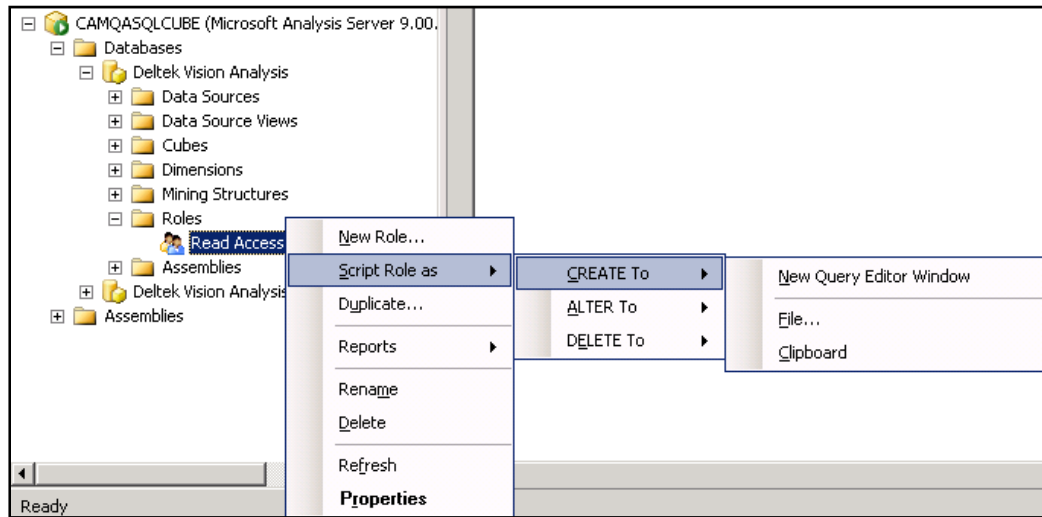 CAMQASQLCUBE (Microsoft Analysis Server 9.00.
Databases
Deltek Vision Analysis
Data Sources
Data Source Views
Cubes
Dimensions
Mining Structures
Roles
Read Access
Assemblies
Deltek Vision Analysis
Assemblies
New Role...
Script Role as
Duplicate...
Reports
Rename
Delete
Refresh
Properties
CREATE To
ALTER To
DELETE To
New Query Editor Window
File...
Clipboard
Ready